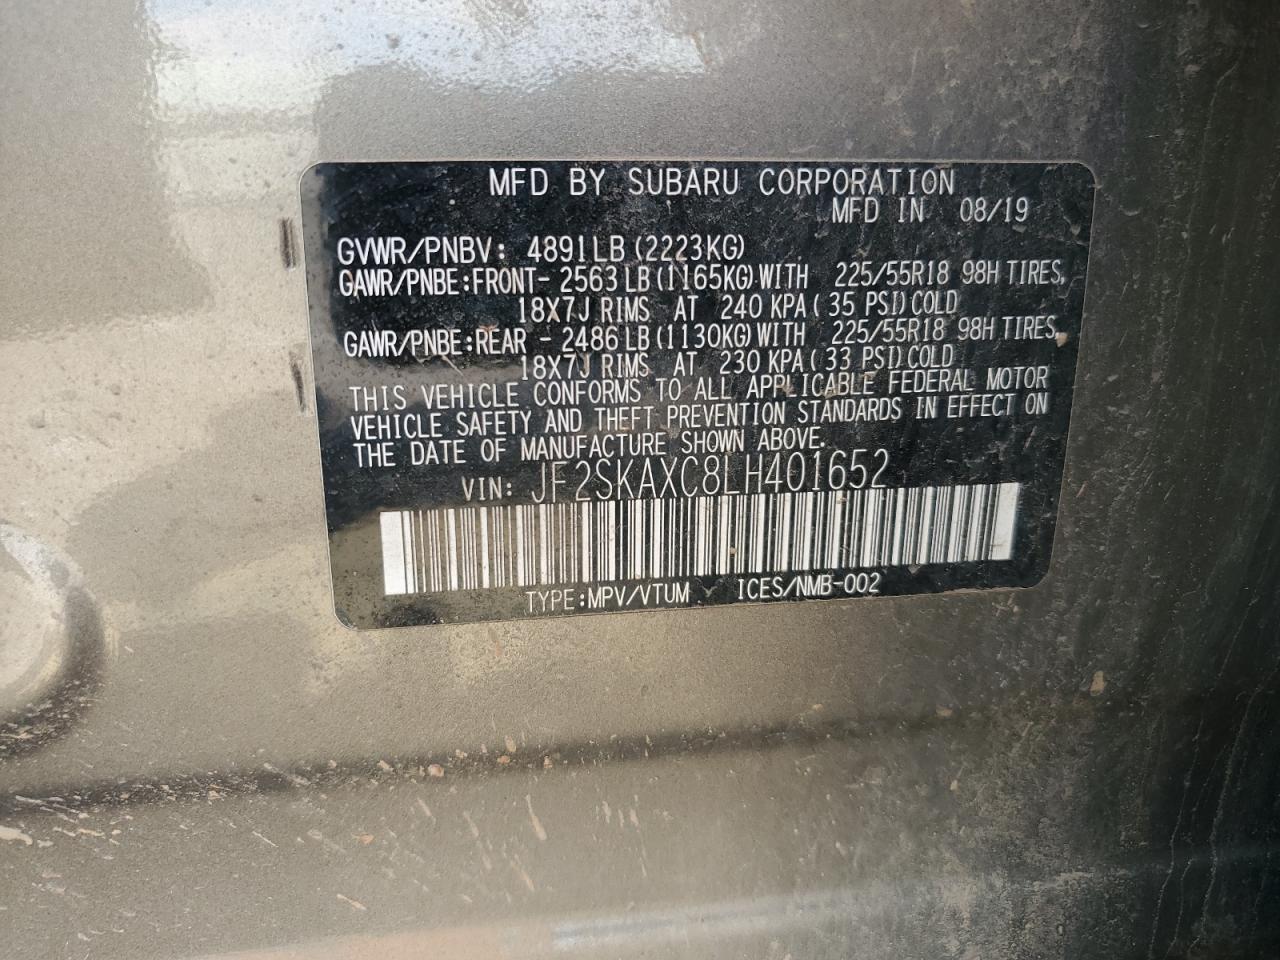 MFD BY SUBARU CORPORATION
MFD IN 08/19
GVWR/PNBV: 4891LB (2223KG)
GAWR/PNBE:FRONT- 2563 LB (1165KG) WITH 225/55R18 98H TIRES,
18X7J RIMS AT 240 KPA ( 35 PSI) COLD
GAWR/PNBE:REAR - 2486 LB (1130KG) WITH 225/55R18 98H TIRES,
18X7J RIMS AT 230 KPA ( 33 PSI) COLD
THIS VEHICLE CONFORMS TO ALL APPLICABLE FEDERAL MOTOR
VEHICLE SAFETY AND THEFT PREVENTION STANDARDS IN EFFECT ON
THE DATE OF MANUFACTURE SHOWN ABOVE.
VIN: JF2SKAXC8LH401652
TYPE:MPV/VTUM ICES/NMB-002